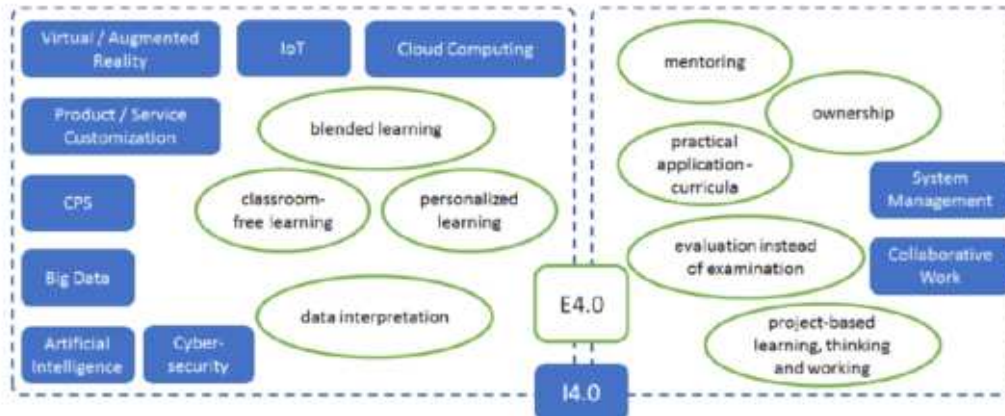 Virtual / Augmented
Reality
IoT
Cloud Computing
Product / Service
Customization
blended learning
CPS
classroom-
free learning
personalized
learning
Big Data
data interpretation
Artificial
Intelligence
Cyber-
security
E4.0
I4.0
mentoring
ownership
practical
application-
curricula
System
Management
evaluation instead
of examination
Collaborative
Work
project-based
learning, thinking
and working